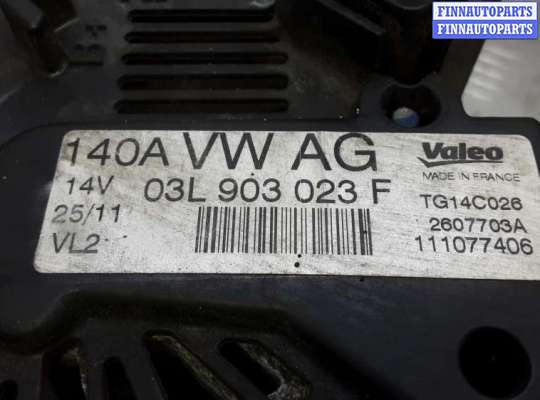 FINNAUTOPARTS
FINNAUTOPARTS
FINNAUTOPARTS
140A VW AG
14V 03L 903 023 F
25/11
VL2
Valeo
MADE IN FRANCE
TG14C026
2607703A
111077406